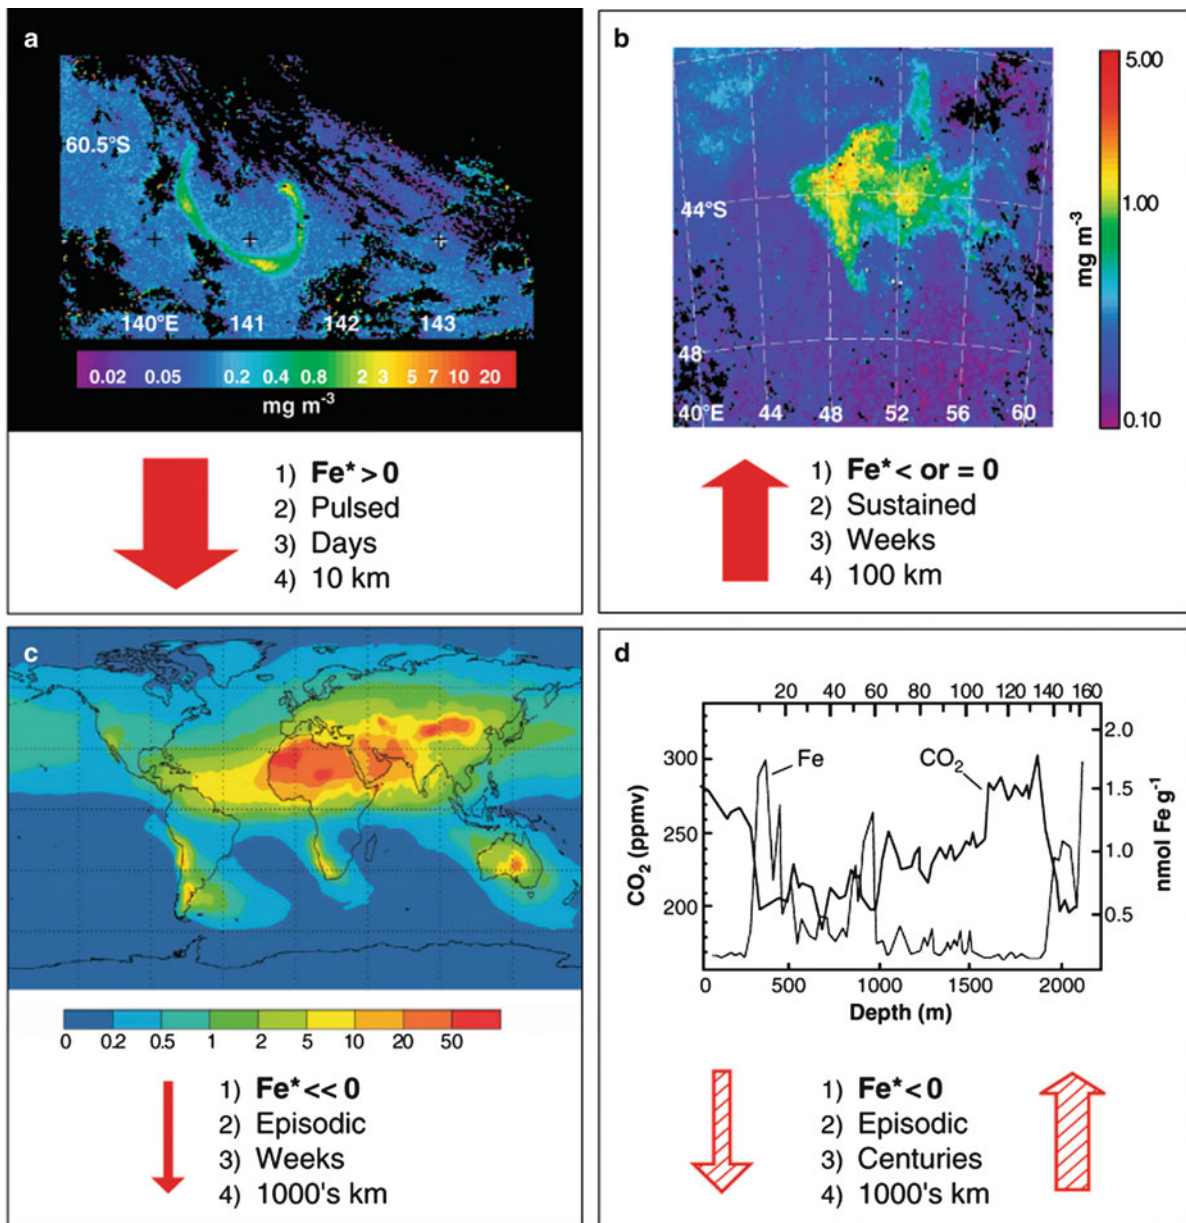 a
60.5°S
140°E 141 142 143
0.02 0.05 0.2 0.4 0.8 2 3 5 7 10 20
mg m⁻³
1) Fe* > 0
2) Pulsed
3) Days
4) 10 km
b
44°S
48
40°E 44 48 52 56 60
5.00
1.00
0.10
mg m⁻³
1) Fe* < or = 0
2) Sustained
3) Weeks
4) 100 km
c
0 0.2 0.5 1 2 5 10 20 50
1) Fe* << 0
2) Episodic
3) Weeks
4) 1000's km
d
20 40 60 80 100 120 140 160
Fe
CO₂
CO₂ (ppmv)
300
250
200
2.0
1.5
1.0
0.5
nmol Fe g⁻¹
0 500 1000 1500 2000
Depth (m)
1) Fe* < 0
2) Episodic
3) Centuries
4) 1000's km